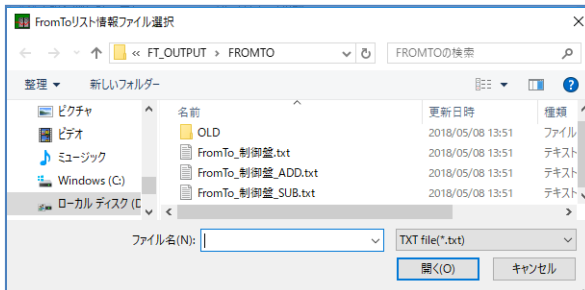 FromToリスト情報ファイル選択
« FT_OUTPUT > FROMTO
FROMTOの検索
整理 新しいフォルダー
ピクチャ
ビデオ
ミュージック
Windows (C:)
ローカル ディスク (D
名前 更新日時 種類
OLD 2018/05/08 13:51 ファイル
FromTo_制御盤.txt 2018/05/08 13:51 テキスト
FromTo_制御盤_ADD.txt 2018/05/08 13:51 テキスト
FromTo_制御盤_SUB.txt 2018/05/08 13:51 テキスト
ファイル名(N):
TXT file(*.txt)
開く(O) キャンセル